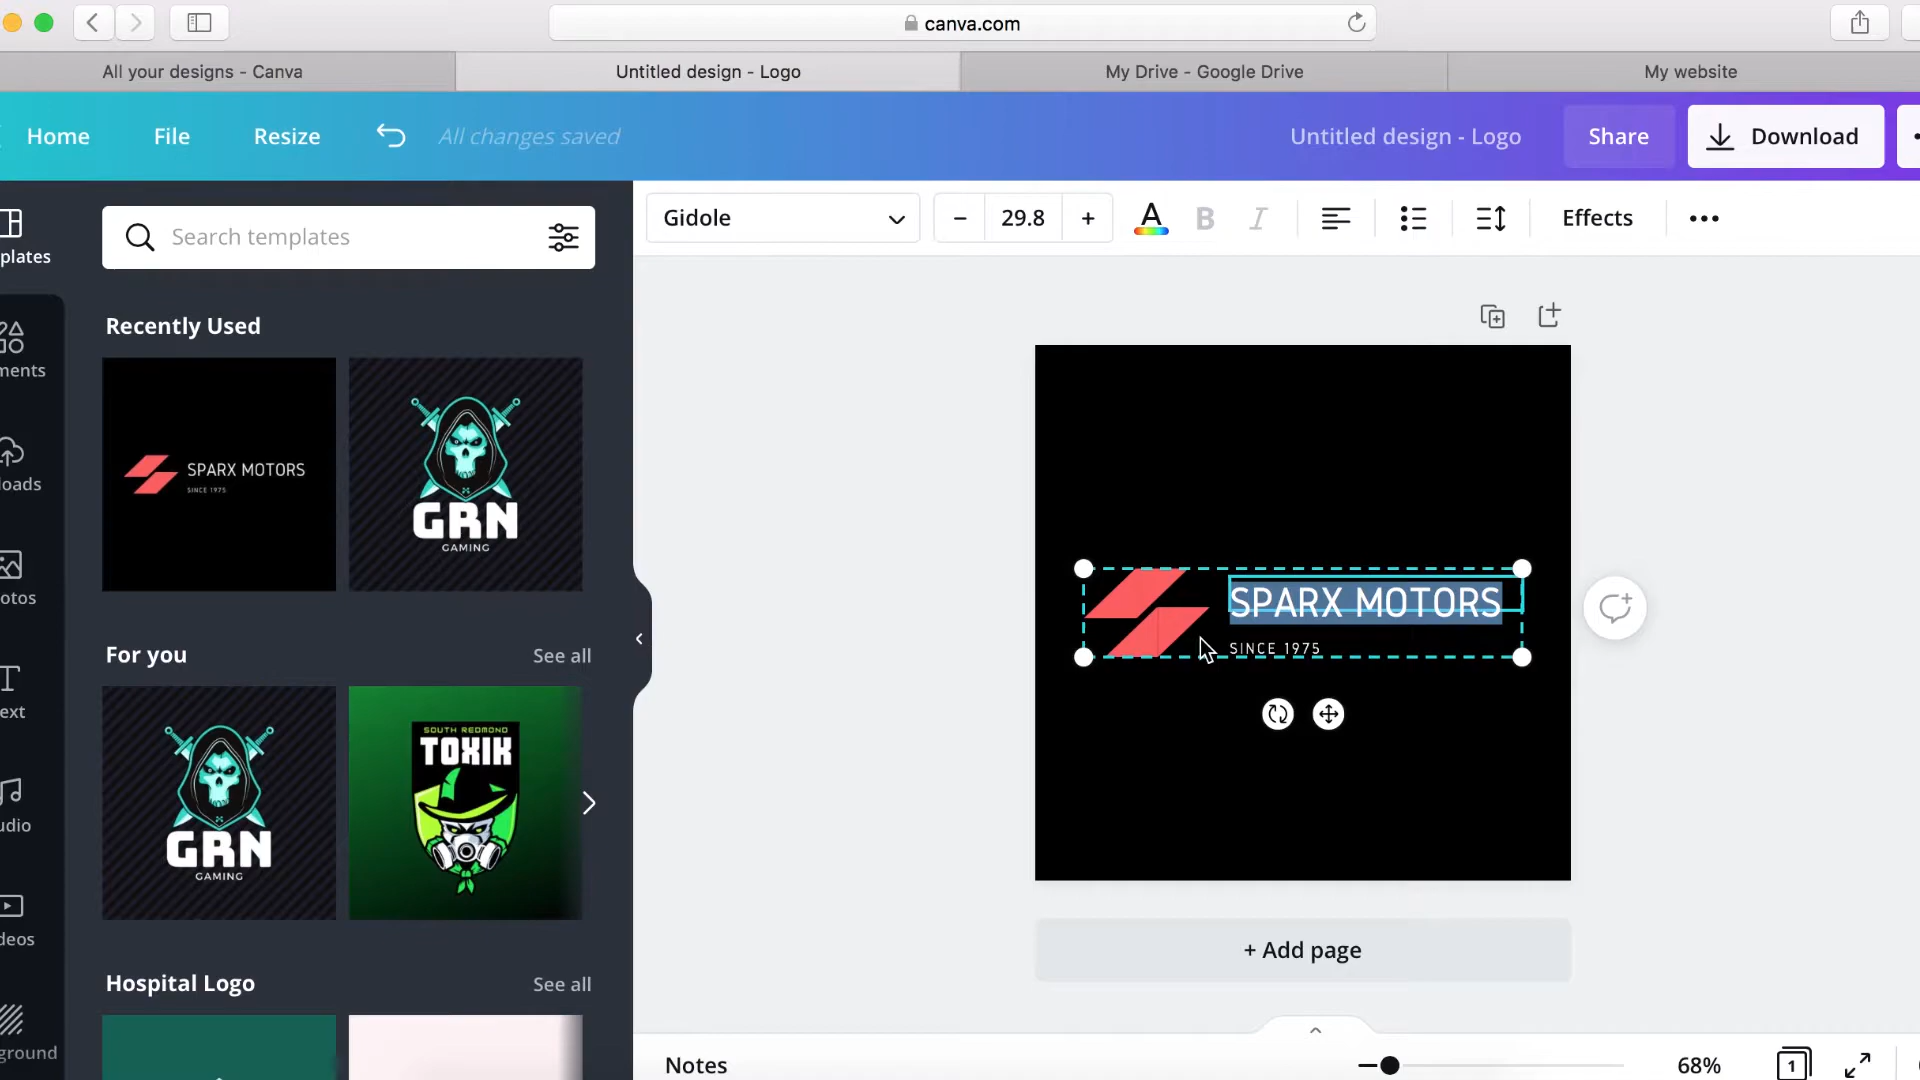 canva.com
All your designs - Canva
Untitled design - Logo
My Drive - Google Drive
My website
Home
File
Resize
All changes saved
Untitled design - Logo
Share
Download
plates
Search templates
Gidole
29.8
A
B
I
Effects
Recently Used
ments
SPARX MOTORS
SINCE 1975
GRN
GAMING
oads
otos
SPARX MOTORS
SINCE 1975
For you
See all
ext
GRN
GAMING
SOUTH REDMOND
TOXIK
udio
deos
+ Add page
Hospital Logo
See all
ground
Notes
68%
1